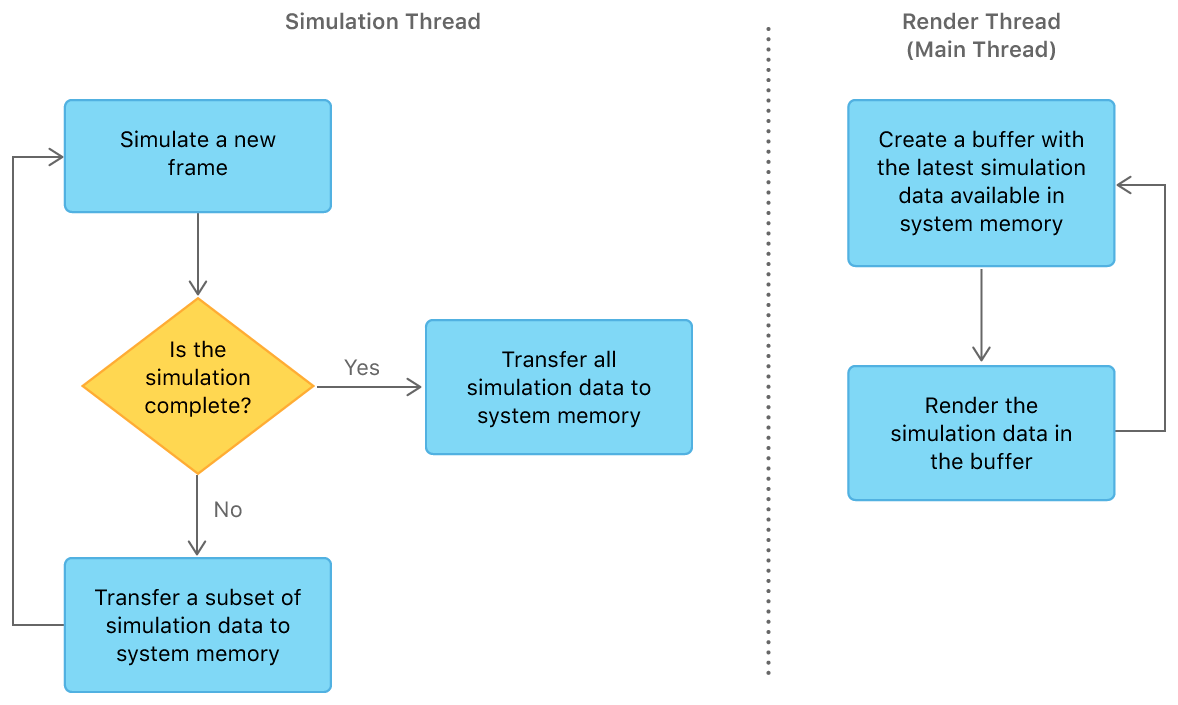 Simulation Thread
Simulate a new
frame
Is the
simulation
complete?
Yes
Transfer all
simulation data to
system memory
No
Transfer a subset of
simulation data to
system memory
Render Thread
(Main Thread)
Create a buffer with
the latest simulation
data available in
system memory
Render the
simulation data in
the buffer